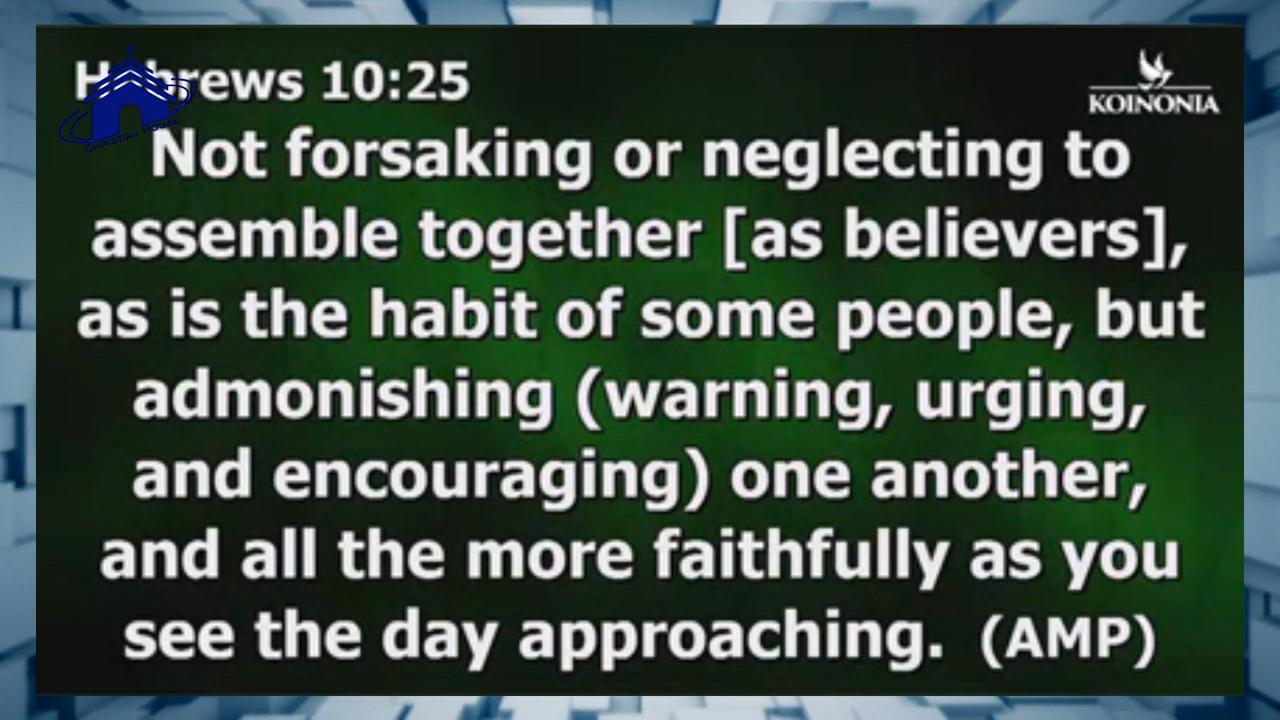 Hebrews 10:25
KOINONIA
CHRISTIAN HOUSE
Not forsaking or neglecting to
assemble together [as believers],
as is the habit of some people, but
admonishing (warning, urging,
and encouraging) one another,
and all the more faithfully as you
see the day approaching. (AMP)